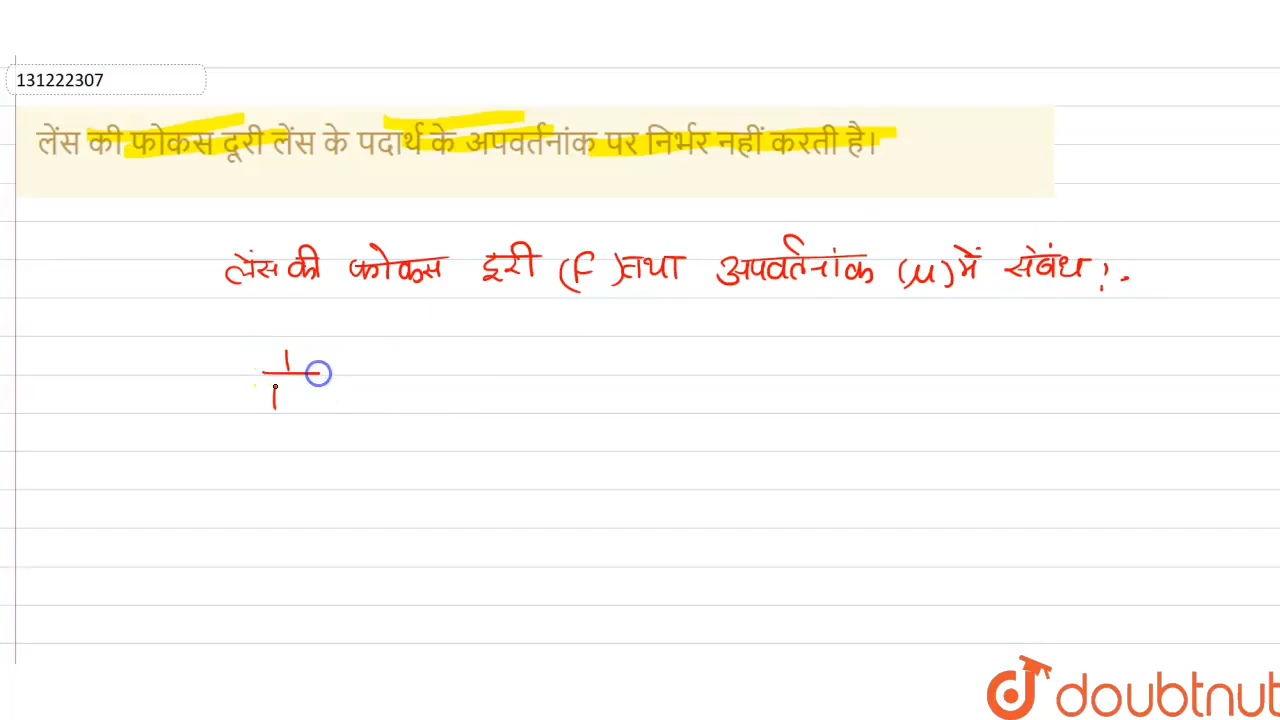 131222307
लेंस की फोकस दूरी लेंस के पदार्थ के अपवर्तनांक पर निर्भर नहीं करती है।
लेंस की फोकस दूरी (F) तथा अपवर्तनांक (μ) में संबंध :-
1
doubtnut